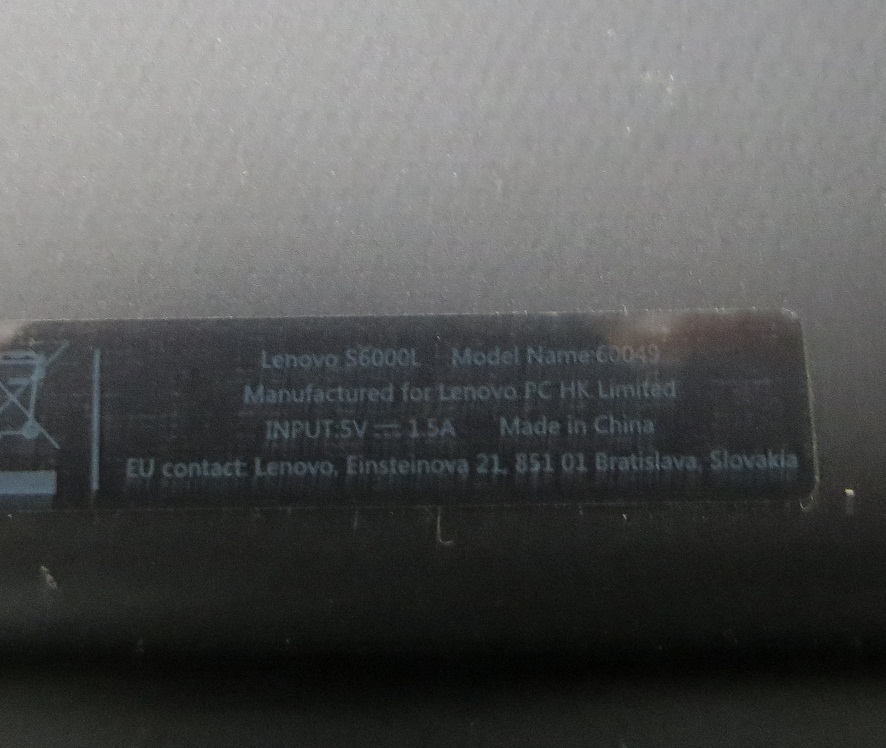 Lenovo S6000L Model Name:60049
Manufactured for Lenovo PC HK Limited
INPUT:5V ⎓ 1.5A Made in China
EU contact: Lenovo, Einsteinova 21, 851 01 Bratislava, Slovakia